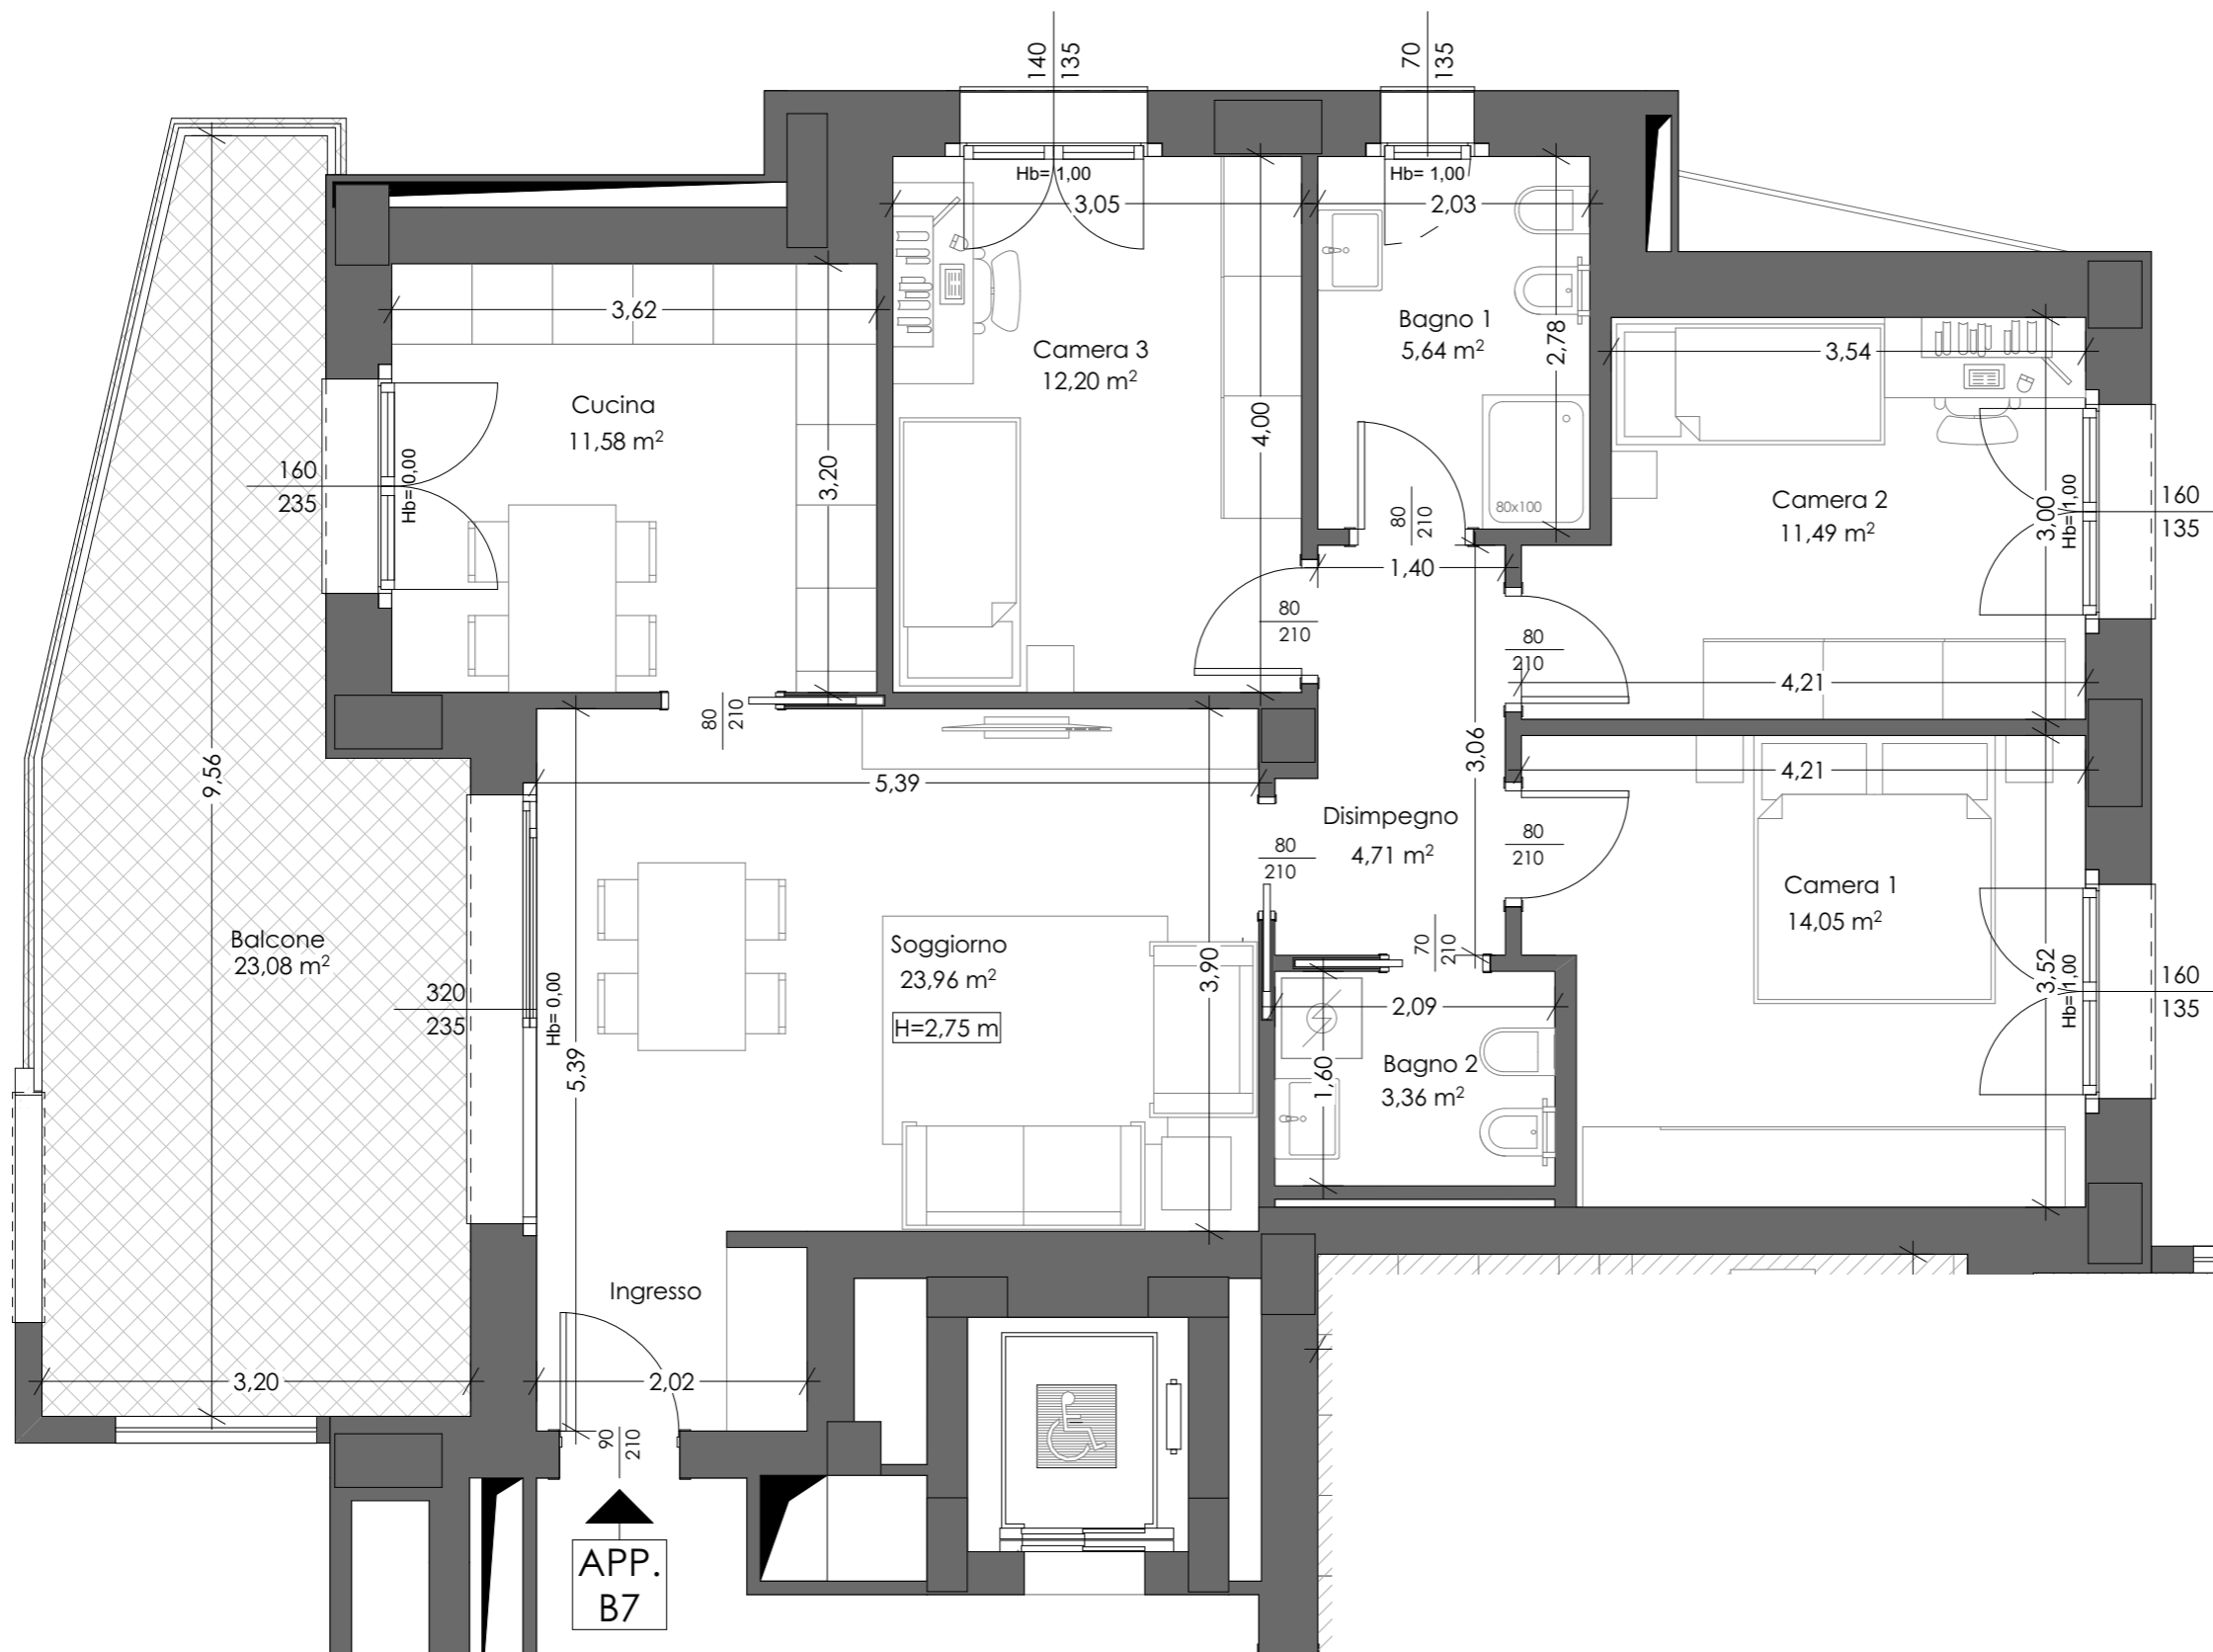 140
135
70
135
Hb= 1,00
Hb= 1,00
3,05
2,03
3,62
Camera 3
12,20 m²
Bagno 1
5,64 m²
2,78
3,54
Cucina
11,58 m²
4,00
3,20
160
235
Hb= 0,00
80x100
80
210
Camera 2
11,49 m²
3,00
Hb= 1,00
160
135
1,40
80
210
80
210
4,21
80
210
3,06
9,56
5,39
4,21
Disimpegno
4,71 m²
80
210
80
210
Camera 1
14,05 m²
Balcone
23,08 m²
Soggiorno
23,96 m²
H=2,75 m
3,90
70
210
3,52
Hb= 1,00
160
135
320
235
Hb= 0,00
5,39
2,09
1,60
Bagno 2
3,36 m²
Ingresso
3,20
2,02
90
210
APP.
B7